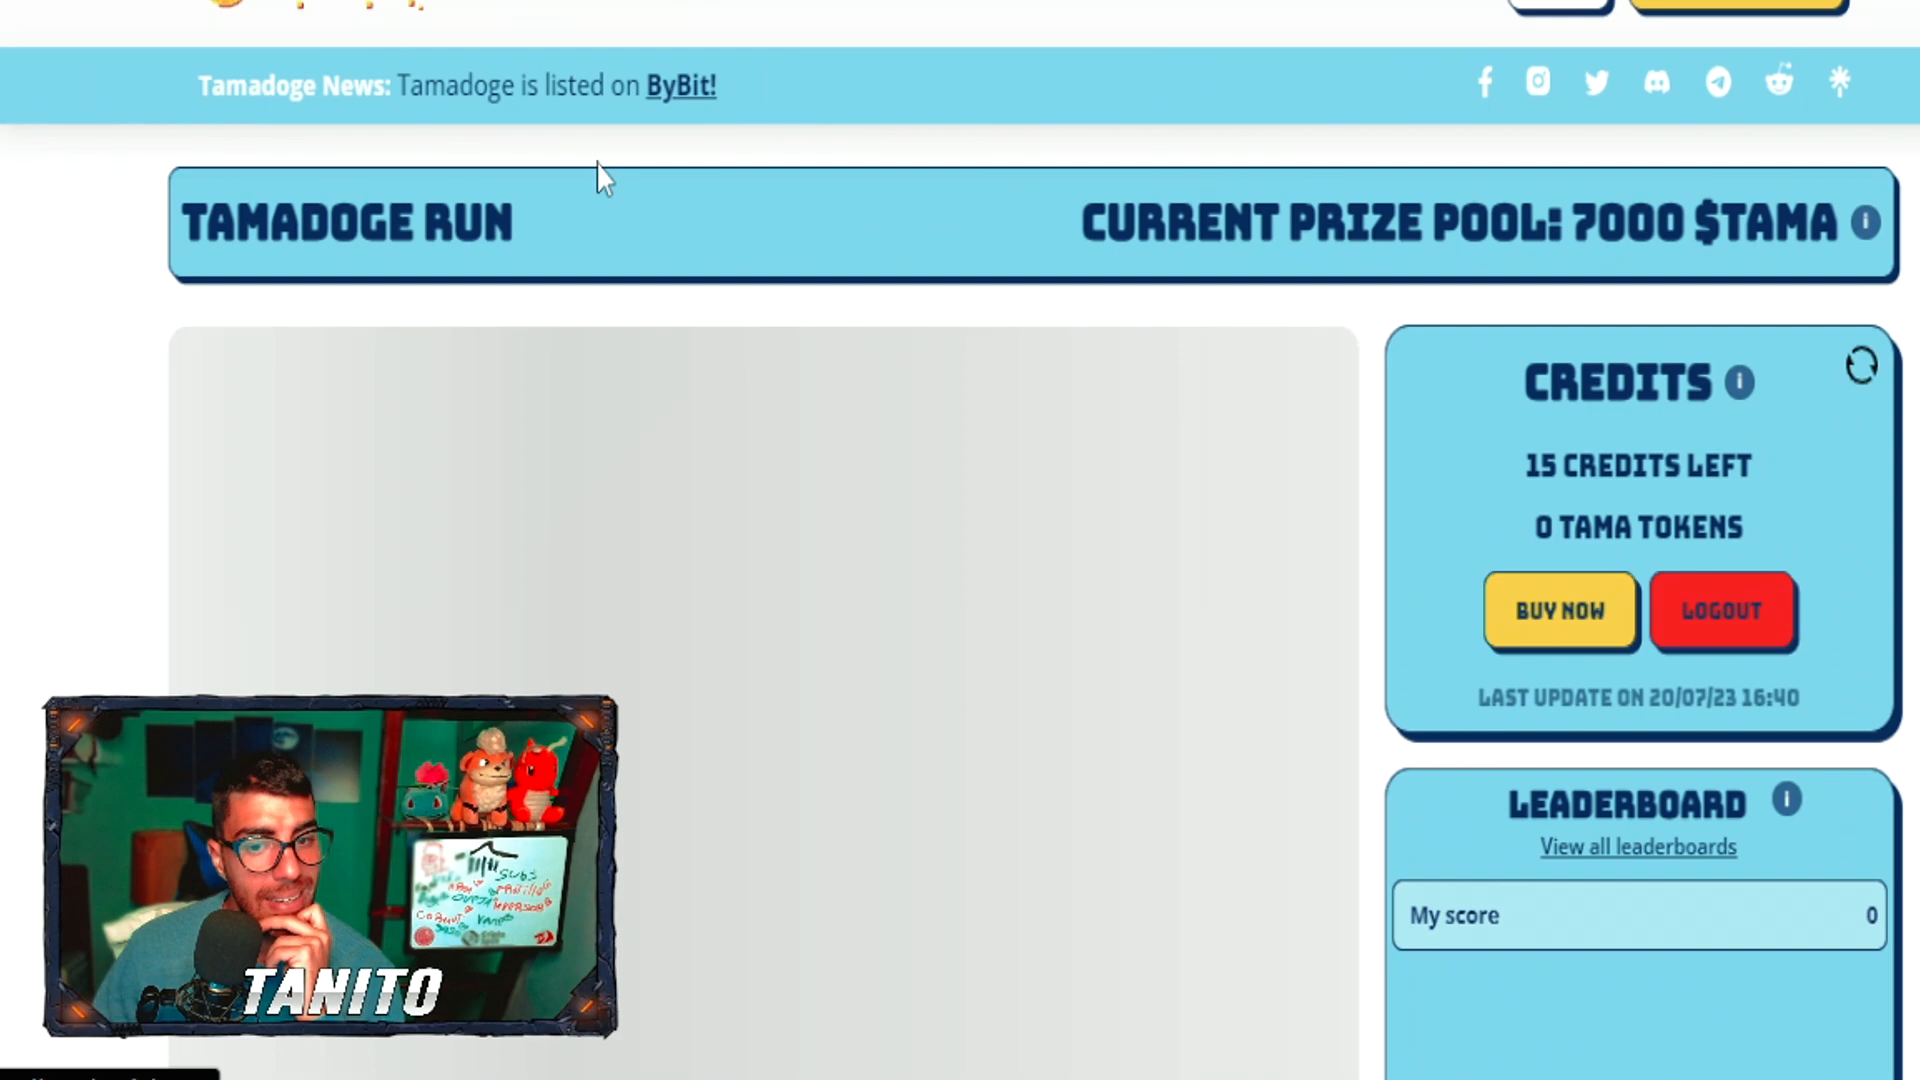 Tamadoge News: Tamadoge is listed on ByBit!
TAMADOGE RUN
CURRENT PRIZE POOL: 7000 $TAMA i
CREDITS i
15 CREDITS LEFT
0 TAMA TOKENS
BUY NOW
LOGOUT
LAST UPDATE ON 20/07/23 16:40
LEADERBOARD i
View all leaderboards
My score 0
SUBS
TANITO